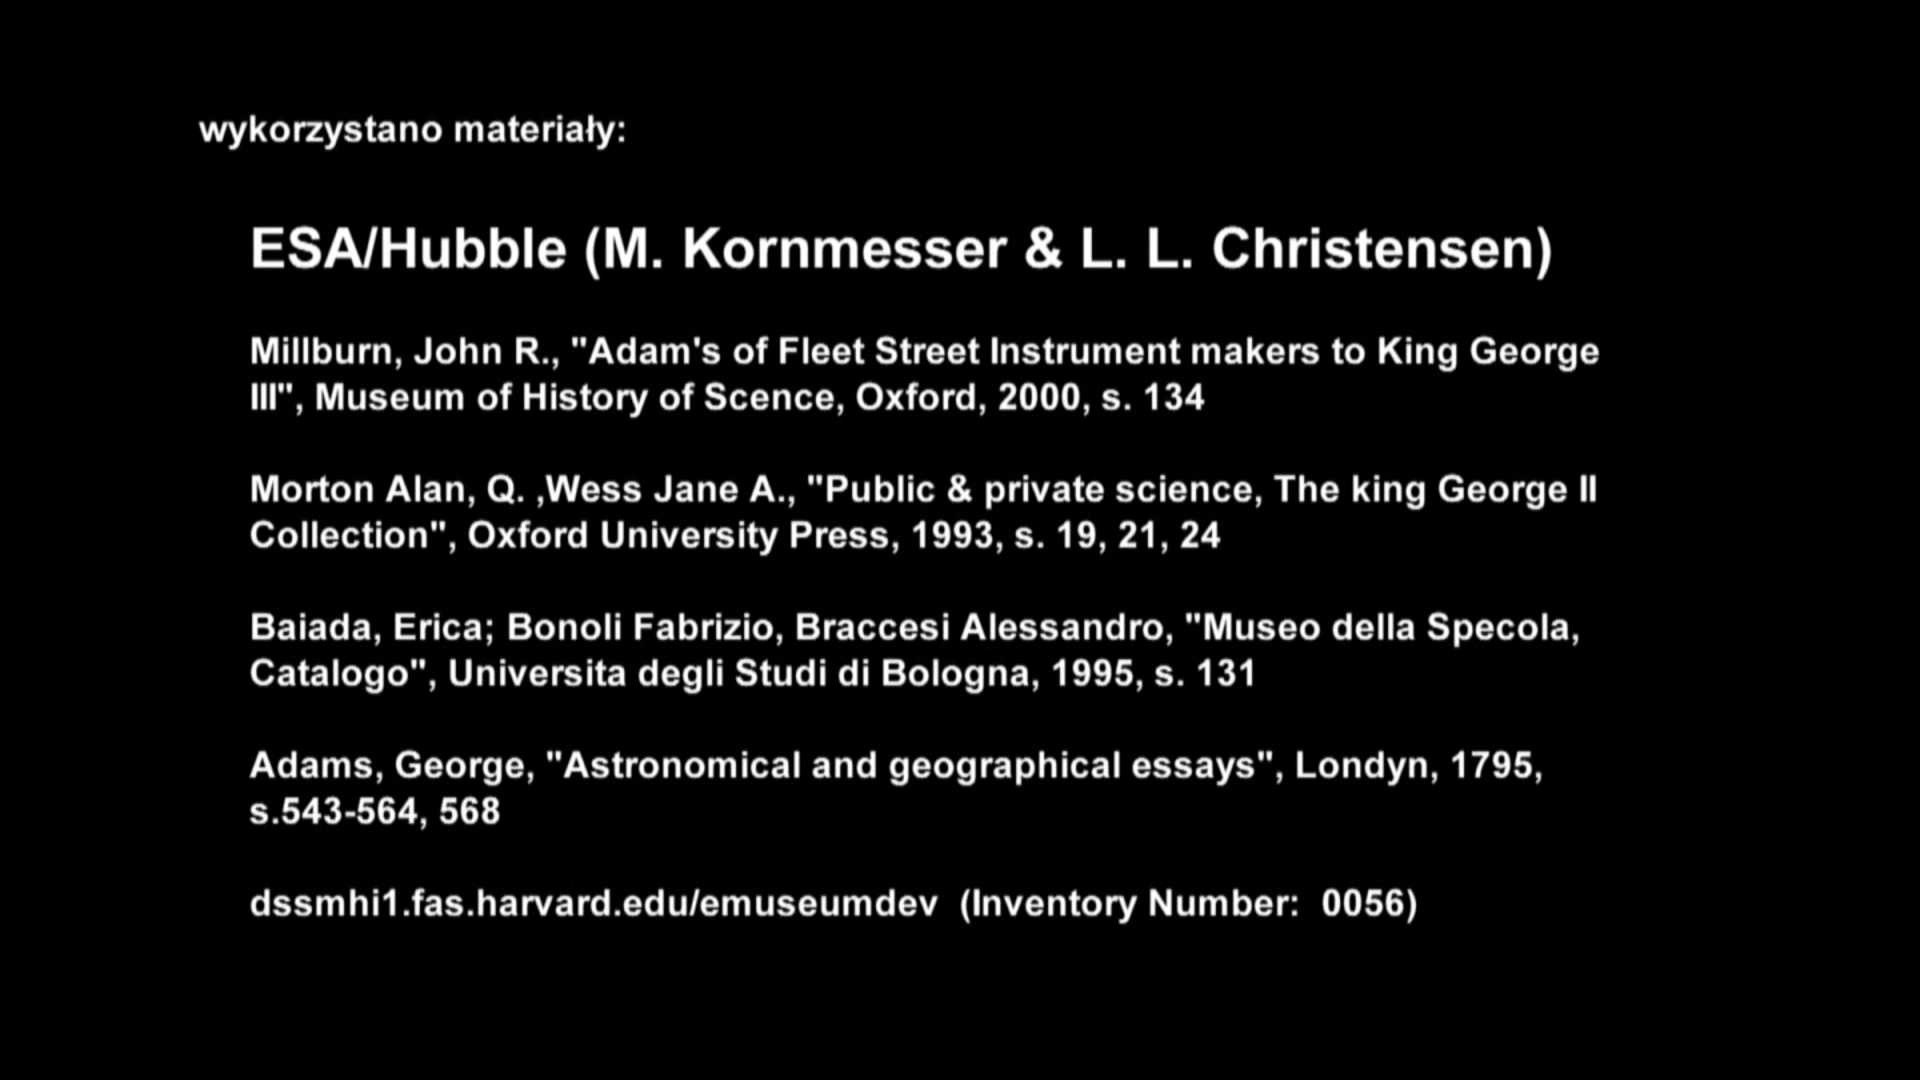 wykorzystano materiały:
ESA/Hubble (M. Kornmesser & L. L. Christensen)
Millburn, John R., "Adam's of Fleet Street Instrument makers to King George
III", Museum of History of Scence, Oxford, 2000, s. 134
Morton Alan, Q. ,Wess Jane A., "Public & private science, The king George II
Collection", Oxford University Press, 1993, s. 19, 21, 24
Baiada, Erica; Bonoli Fabrizio, Braccesi Alessandro, "Museo della Specola,
Catalogo", Universita degli Studi di Bologna, 1995, s. 131
Adams, George, "Astronomical and geographical essays", Londyn, 1795,
s.543-564, 568
dssmhi1.fas.harvard.edu/emuseumdev  (Inventory Number:  0056)